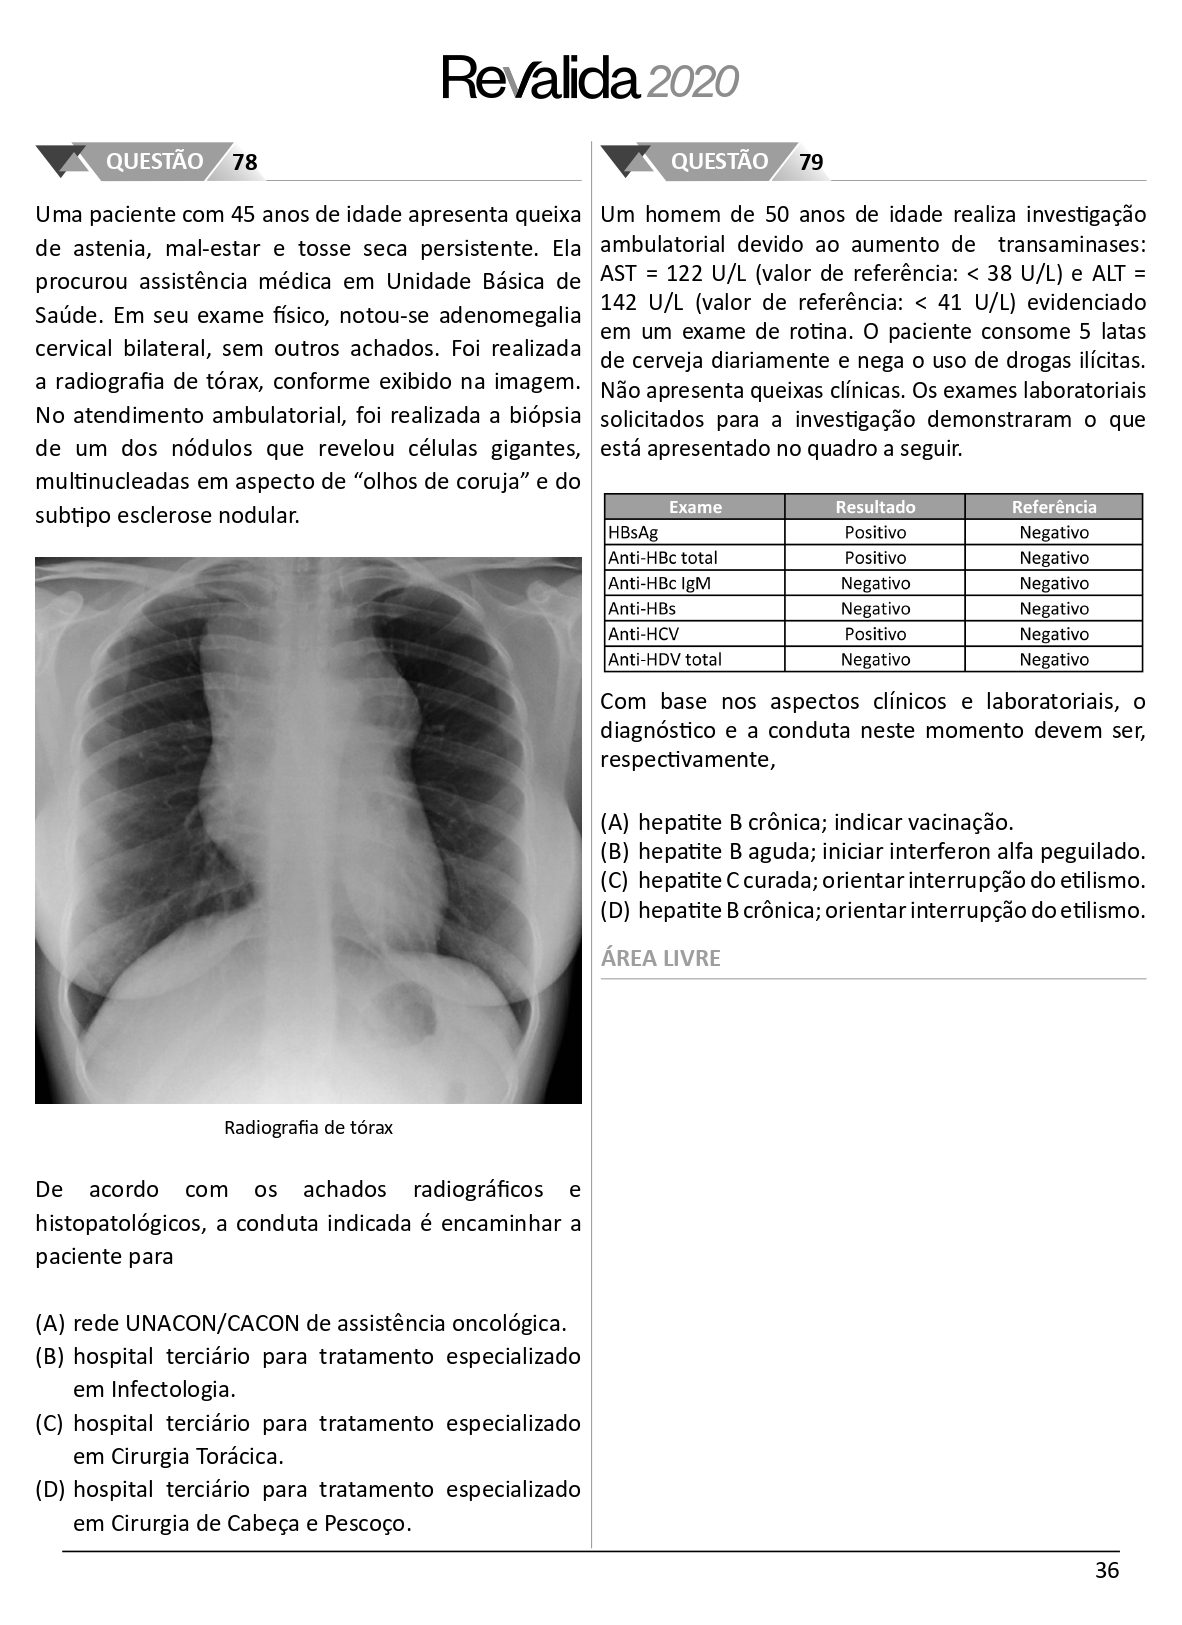 Revalida 2020
QUESTÃO 78
Uma paciente com 45 anos de idade apresenta queixa
de astenia, mal-estar e tosse seca persistente. Ela
procurou assistência médica em Unidade Básica de
Saúde. Em seu exame físico, notou-se adenomegalia
cervical bilateral, sem outros achados. Foi realizada
a radiografia de tórax, conforme exibido na imagem.
No atendimento ambulatorial, foi realizada a biópsia
de um dos nódulos que revelou células gigantes,
multinucleadas em aspecto de “olhos de coruja” e do
subtipo esclerose nodular.
Radiografia de tórax
De acordo com os achados radiográficos e
histopatológicos, a conduta indicada é encaminhar a
paciente para
(A) rede UNACON/CACON de assistência oncológica.
(B) hospital terciário para tratamento especializado
em Infectologia.
(C) hospital terciário para tratamento especializado
em Cirurgia Torácica.
(D) hospital terciário para tratamento especializado
em Cirurgia de Cabeça e Pescoço.
QUESTÃO 79
Um homem de 50 anos de idade realiza investigação
ambulatorial devido ao aumento de transaminases:
AST = 122 U/L (valor de referência: < 38 U/L) e ALT =
142 U/L (valor de referência: < 41 U/L) evidenciado
em um exame de rotina. O paciente consome 5 latas
de cerveja diariamente e nega o uso de drogas ilícitas.
Não apresenta queixas clínicas. Os exames laboratoriais
solicitados para a investigação demonstraram o que
está apresentado no quadro a seguir.
Exame Resultado Referência
HBsAg Positivo Negativo
Anti-HBc total Positivo Negativo
Anti-HBc IgM Negativo Negativo
Anti-HBs Negativo Negativo
Anti-HCV Positivo Negativo
Anti-HDV total Negativo Negativo
Com base nos aspectos clínicos e laboratoriais, o
diagnóstico e a conduta neste momento devem ser,
respectivamente,
(A) hepatite B crônica; indicar vacinação.
(B) hepatite B aguda; iniciar interferon alfa peguilado.
(C) hepatite C curada; orientar interrupção do etilismo.
(D) hepatite B crônica; orientar interrupção do etilismo.
ÁREA LIVRE
36